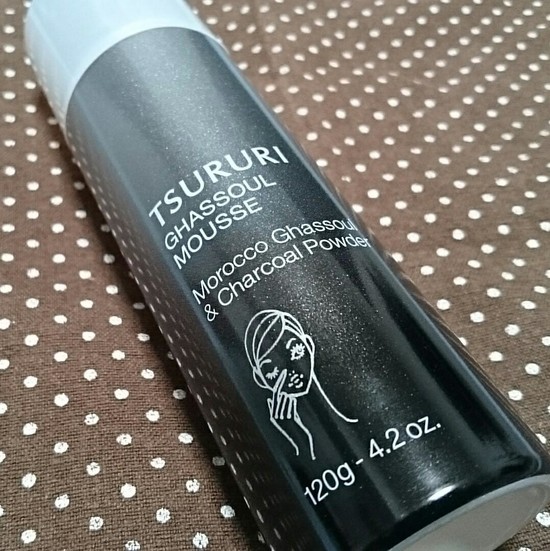 TSURURI
GHASSOUL
MOUSSE
Morocco Ghassoul
& Charcoal Powder
120g - 4.2 oz.